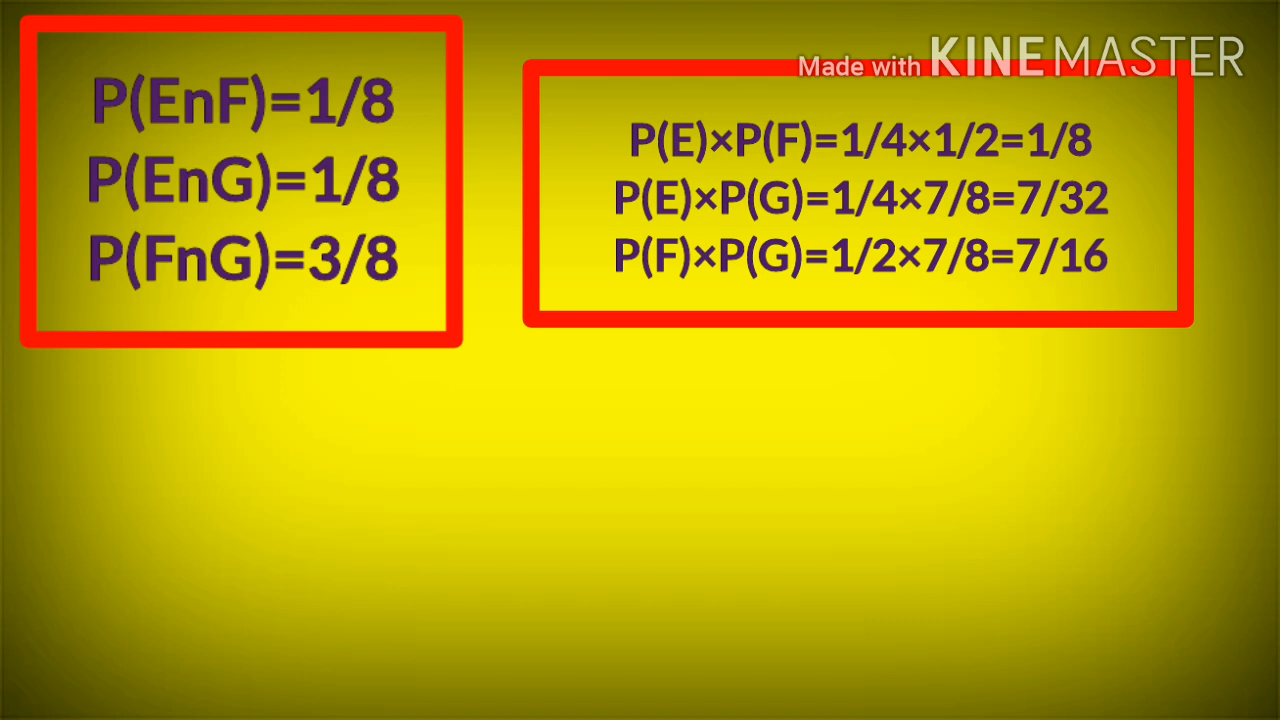 P(EnF)=1/8
P(EnG)=1/8
P(FnG)=3/8
Made with KINEMASTER
P(E)×P(F)=1/4×1/2=1/8
P(E)×P(G)=1/4×7/8=7/32
P(F)×P(G)=1/2×7/8=7/16